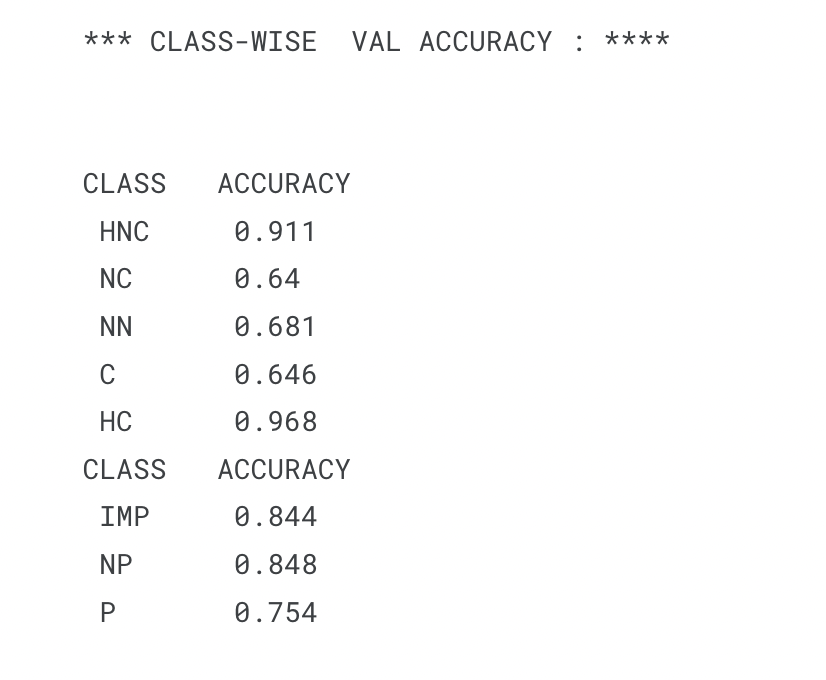 *** CLASS-WISE  VAL ACCURACY : ****
CLASS   ACCURACY
HNC     0.911
NC      0.64
NN      0.681
C       0.646
HC      0.968
CLASS   ACCURACY
IMP     0.844
NP      0.848
P       0.754